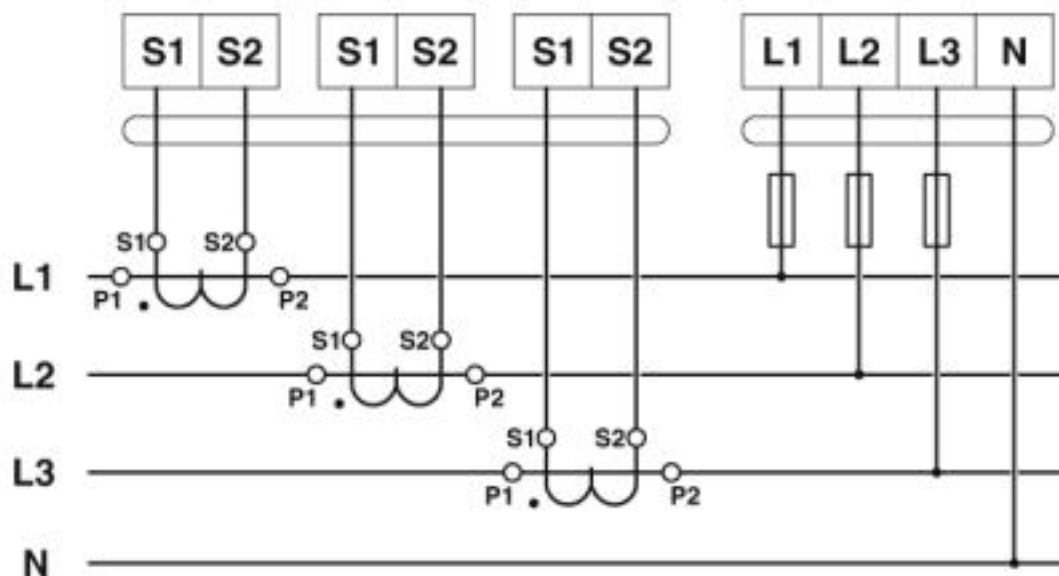 S1 S2 S1 S2 S1 S2 L1 L2 L3 N
S1 S2
L1
P1 P2
S1 S2
L2
P1 P2
S1 S2
L3
P1 P2
N